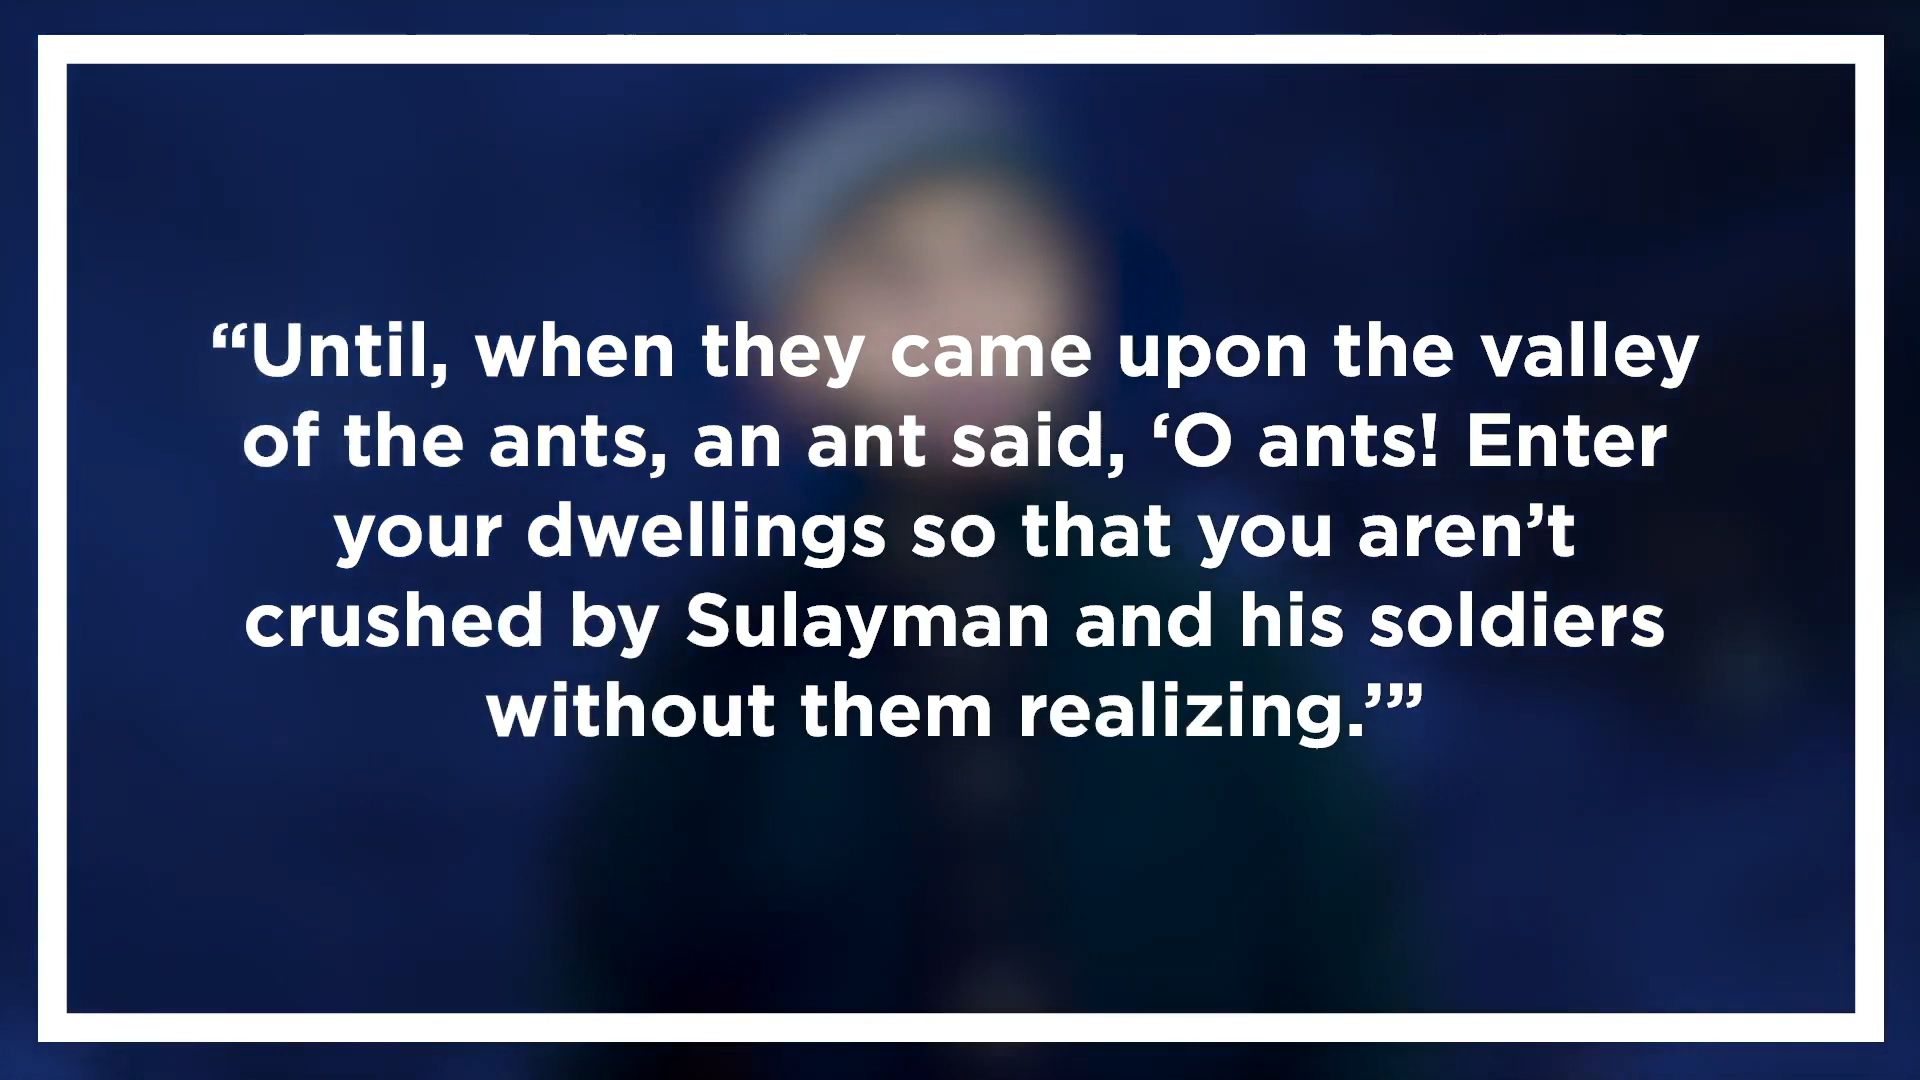 “Until, when they came upon the valley
of the ants, an ant said, ‘O ants! Enter
your dwellings so that you aren’t
crushed by Sulayman and his soldiers
without them realizing.’”